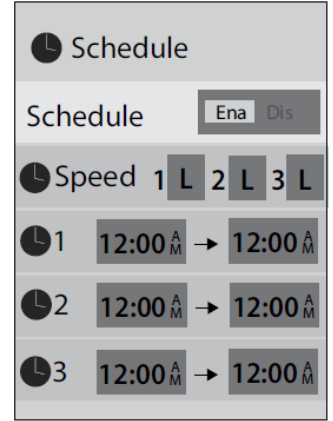 Schedule
Schedule Ena Dis
Speed 1 L 2 L 3 L
1 12:00 AM → 12:00 AM
2 12:00 AM → 12:00 AM
3 12:00 AM → 12:00 AM